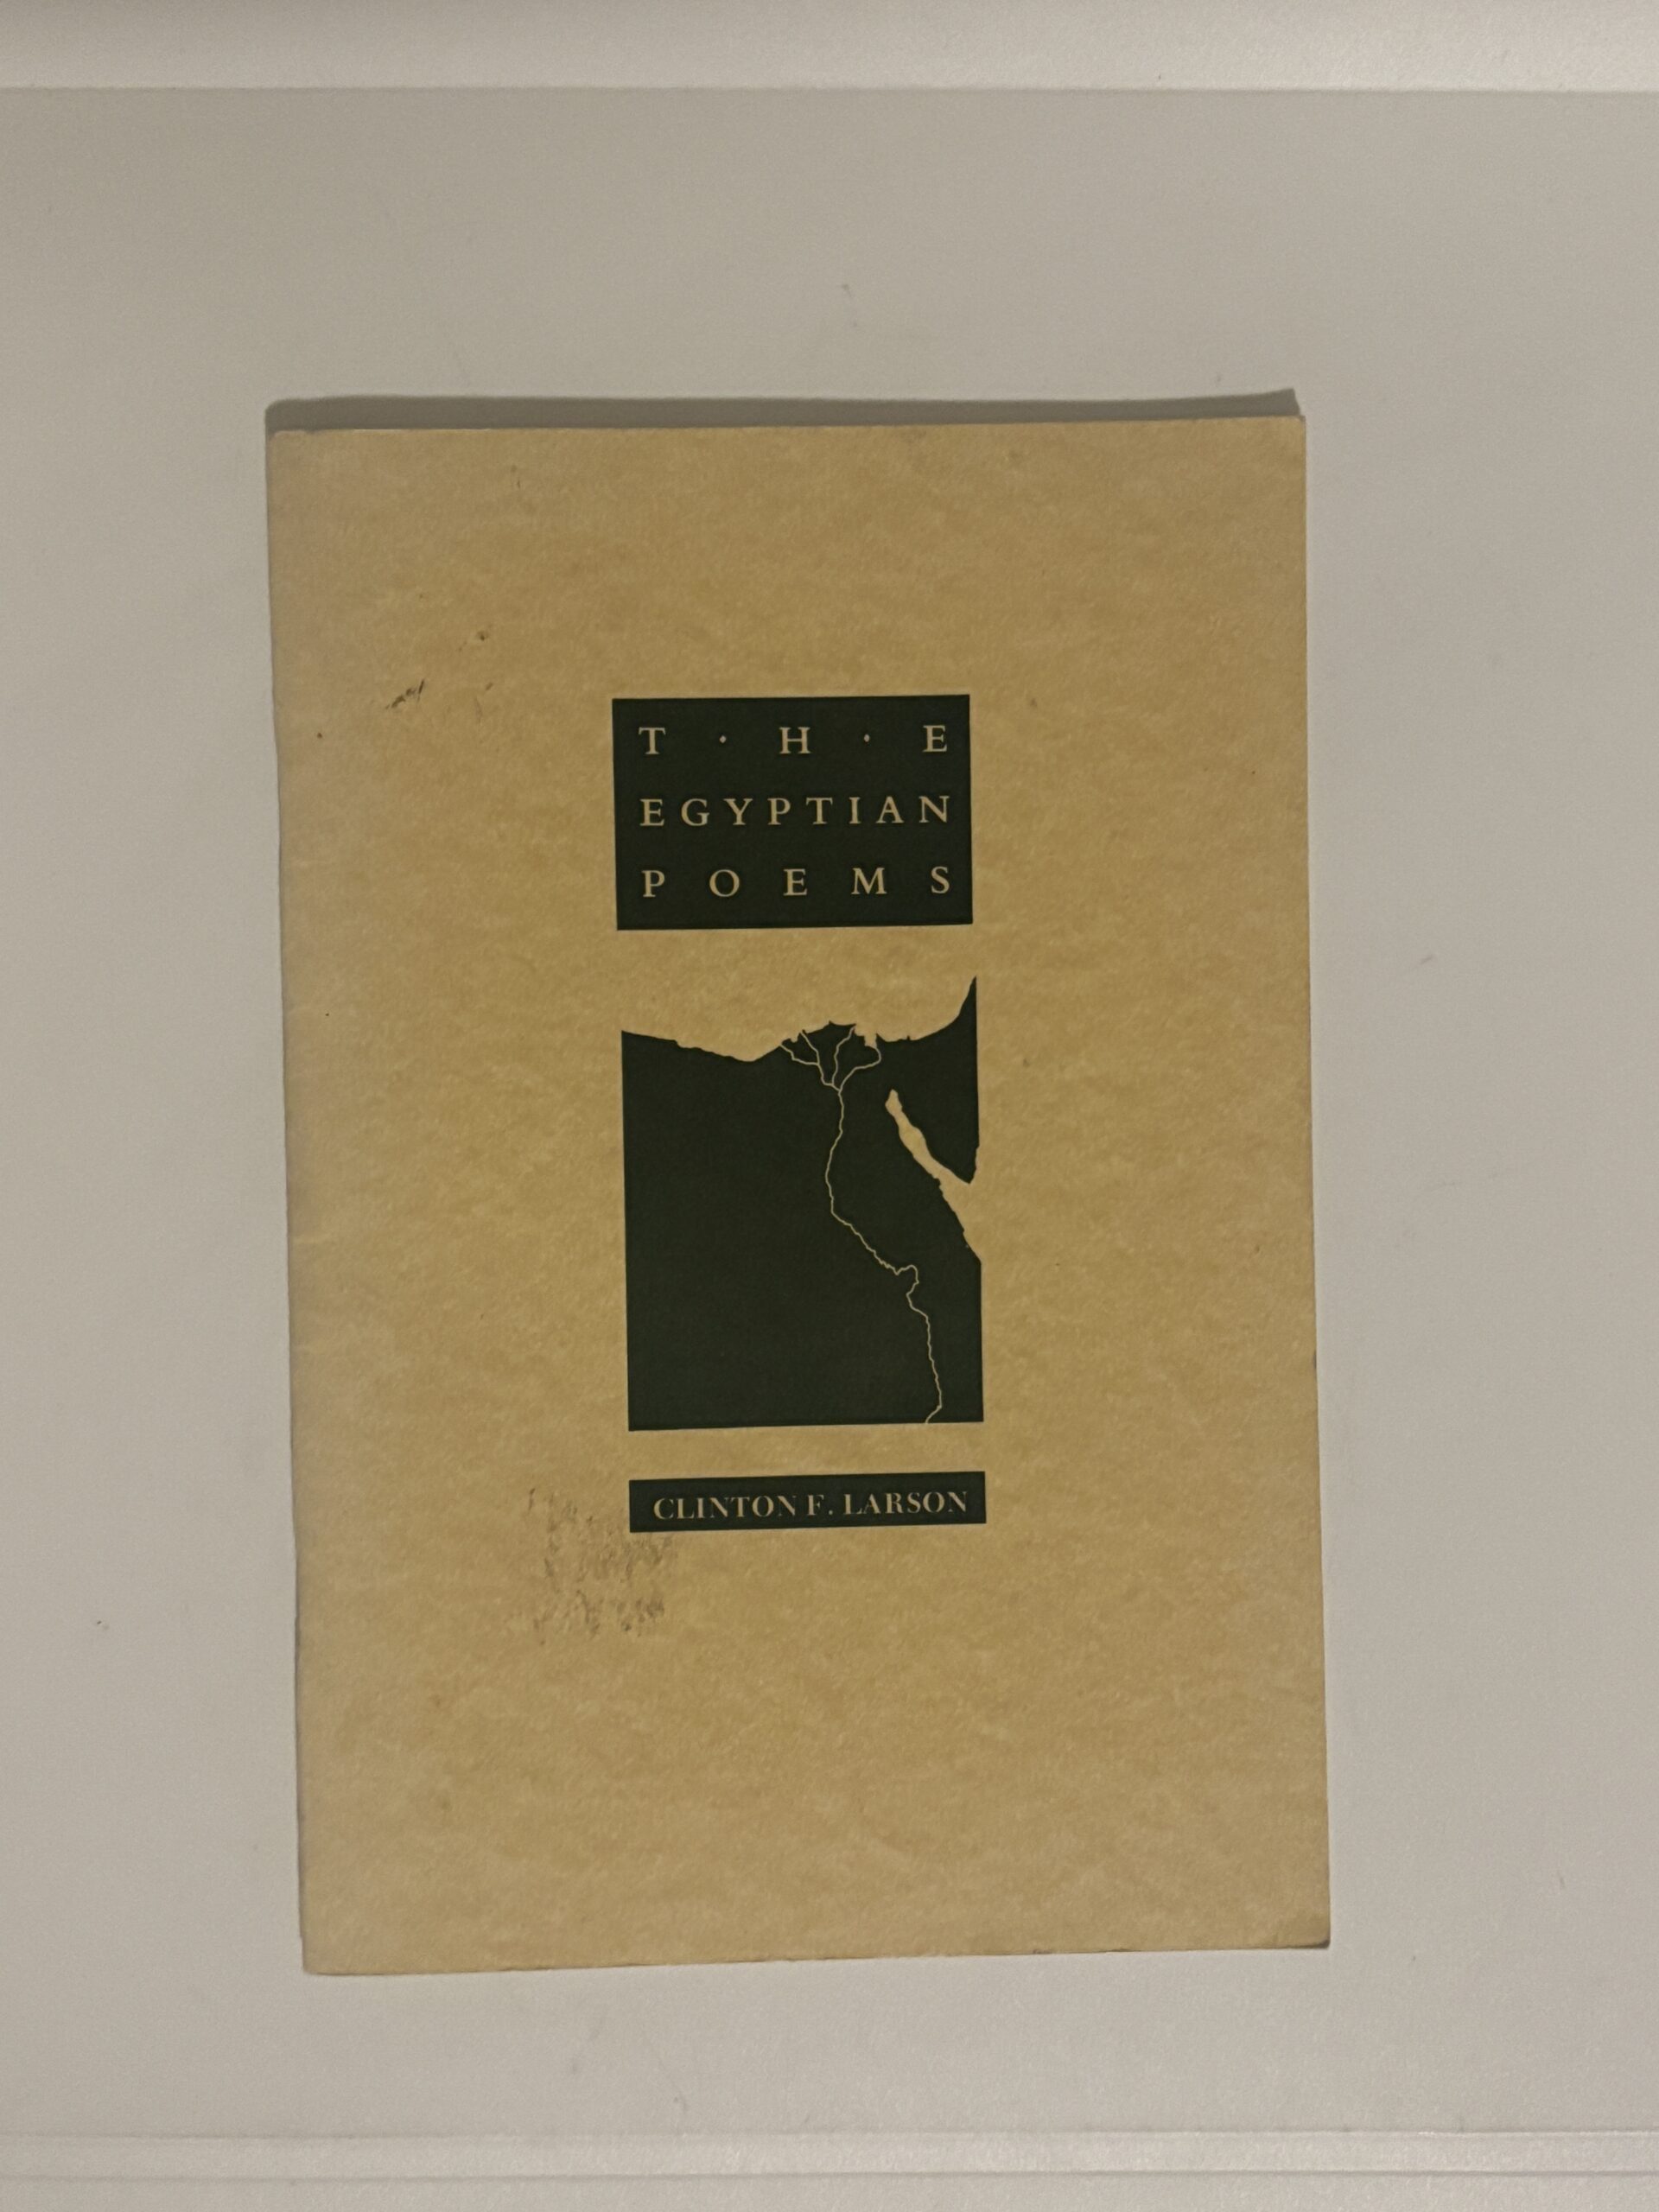 T · H · E
EGYPTIAN
POEMS
CLINTON F. LARSON